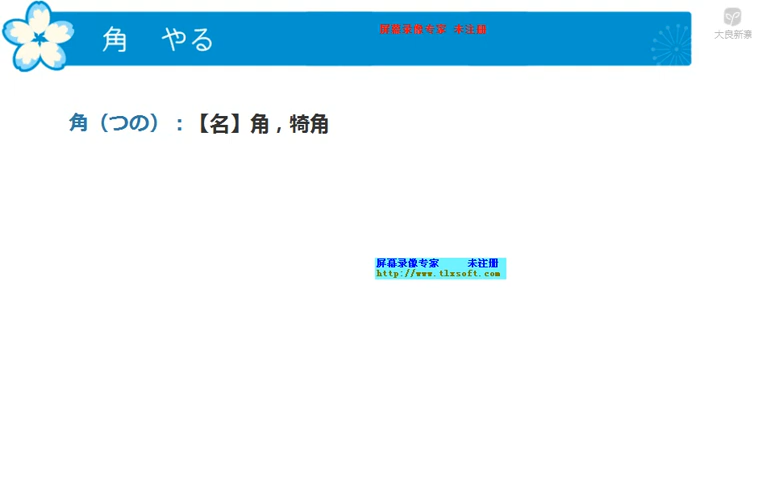 角 やる
屏幕录像专家 未注册
大良新素
角（つの）：【名】角，犄角
屏幕录像专家 未注册
http://www.tlxsoft.com